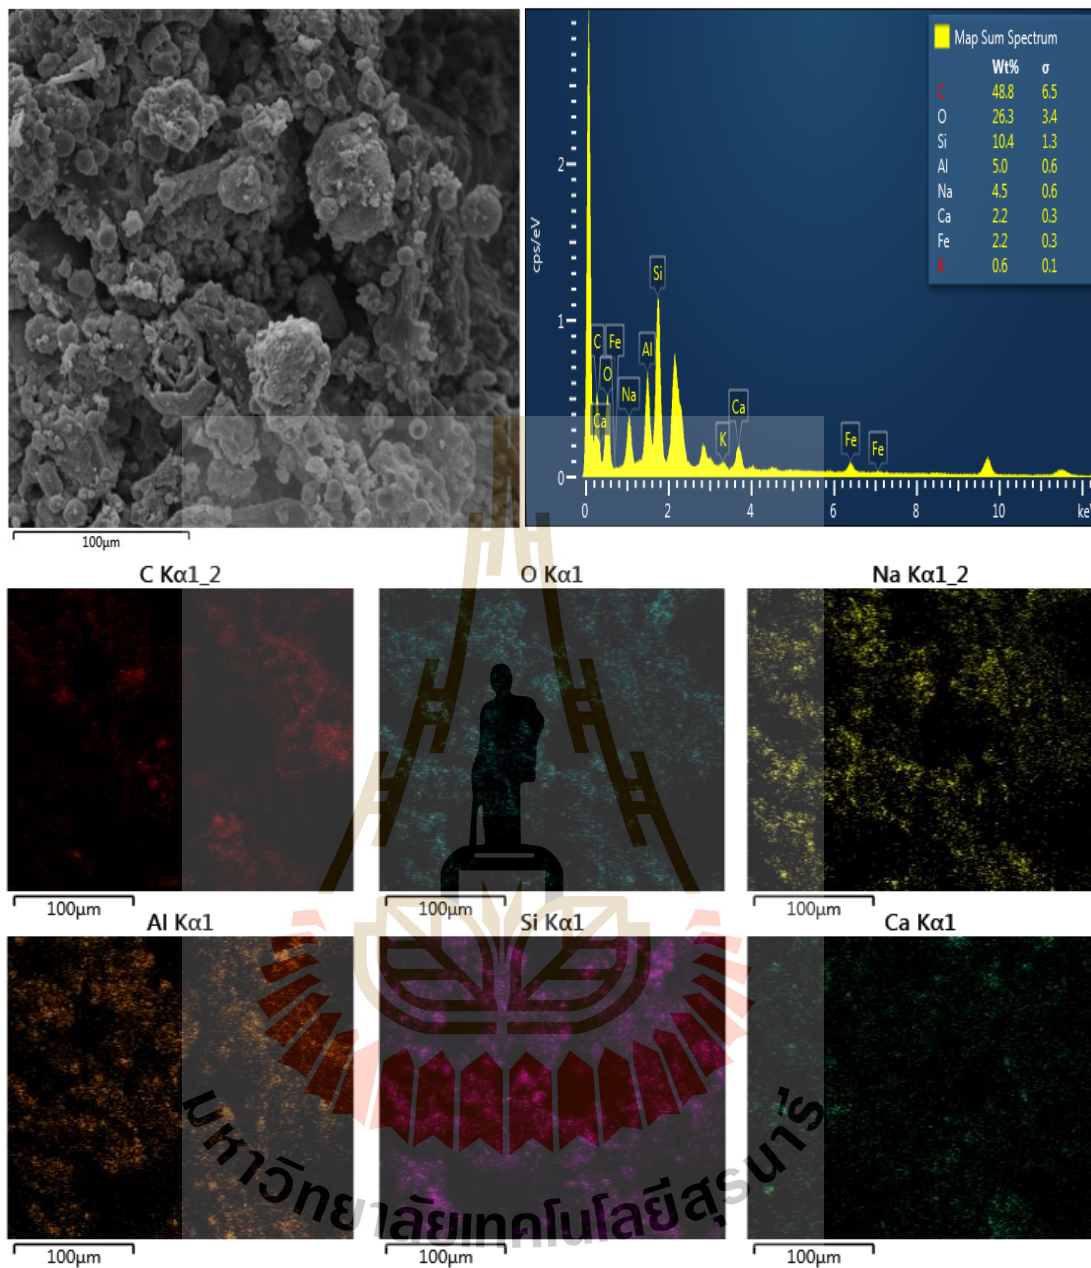 Map Sum Spectrum
Wt% σ
C 48.8 6.5
O 26.3 3.4
Si 10.4 1.3
Al 5.0 0.6
Na 4.5 0.6
Ca 2.2 0.3
Fe 2.2 0.3
K 0.6 0.1
cps/eV
2
1
0
Si
C Fe
O
Al
Na
Ca
Ca
K
Fe
Fe
0 2 4 6 8 10 keV
100μm
C Kα1_2 O Kα1 Na Kα1_2
100μm 100μm 100μm
Al Kα1 Si Kα1 Ca Kα1
100μm 100μm 100μm
มหาวิทยาลัยเทคโนโลยีสุรนารี